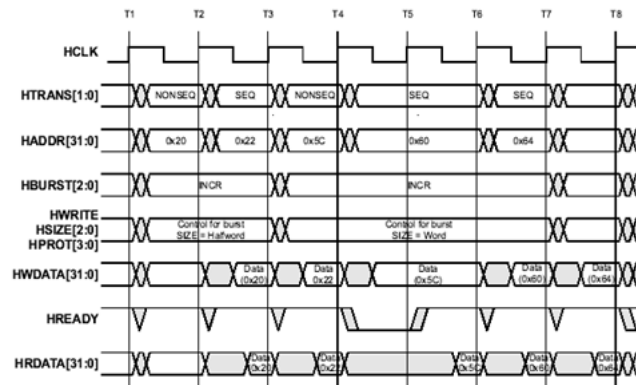 T1 T2 T3 T4 T5 T6 T7 T8
HCLK
HTRANS[1:0] NONSEQ SEQ NONSEQ SEQ SEQ
HADDR[31:0] 0x20 0x22 0x5C 0x60 0x64
HBURST[2:0] INCR INCR
HWRITE
HSIZE[2:0]
HPROT[3:0]
Control for burst
SIZE = Halfword
Control for burst
SIZE = Word
HWDATA[31:0]
Data
(0x20)
Data
0x22
Data
(0x5C)
Data
(0x60)
Data
(0x64)
HREADY
HRDATA[31:0]
Data
0x20
Data
0x22
Data
0x5C
Data
0x60
Data
0x64